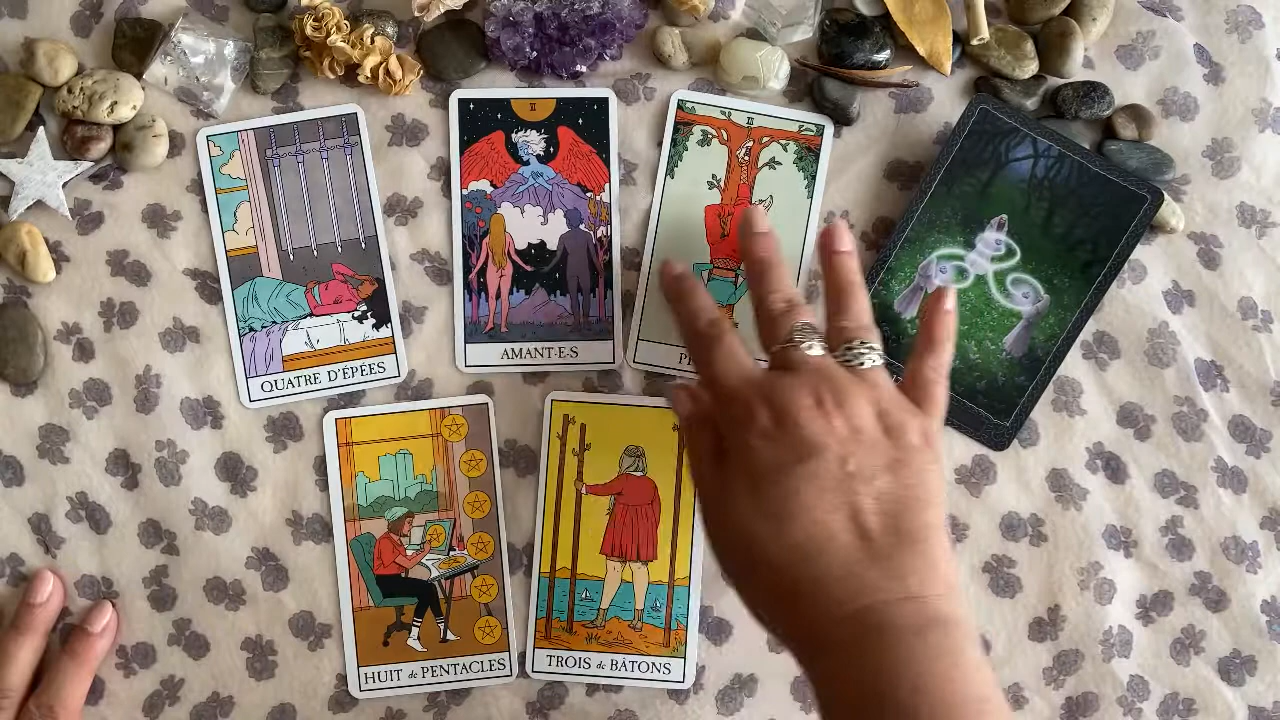 QUATRE D'ÉPÉES
AMANT·E·S
HUIT de PENTACLES
TROIS de BÂTONS